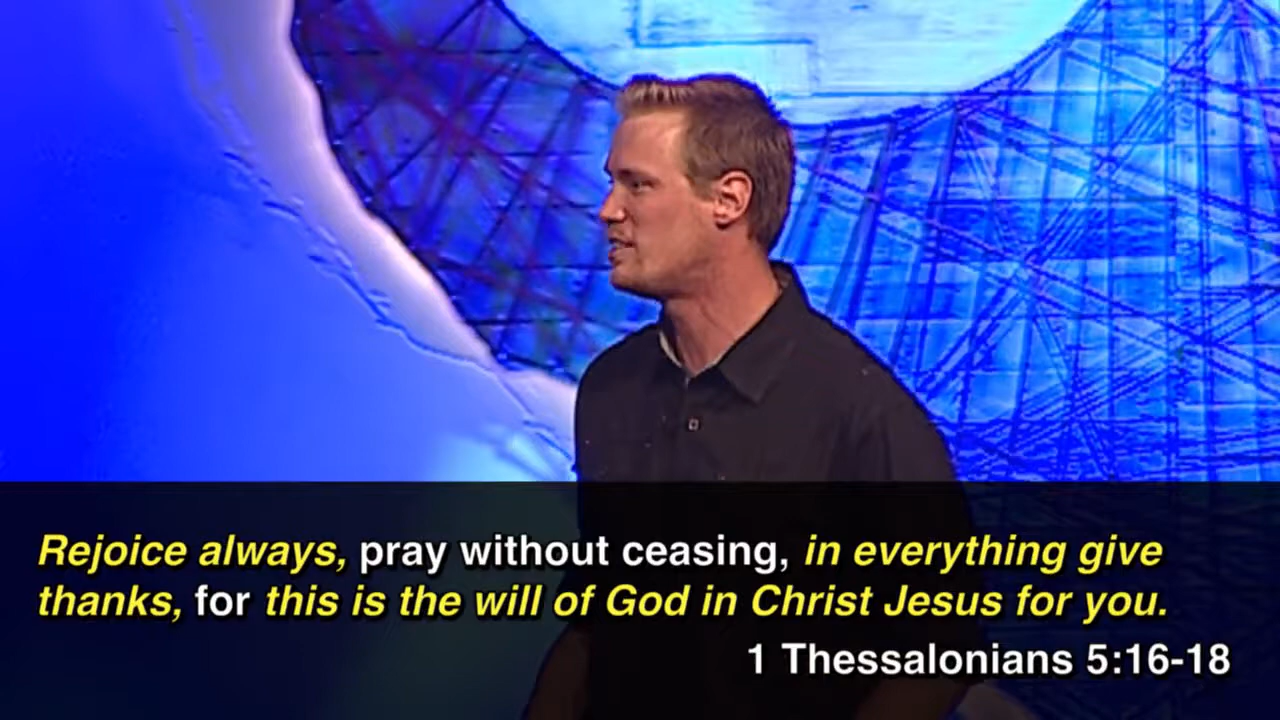 Rejoice always, pray without ceasing, in everything give
thanks, for this is the will of God in Christ Jesus for you.
1 Thessalonians 5:16-18